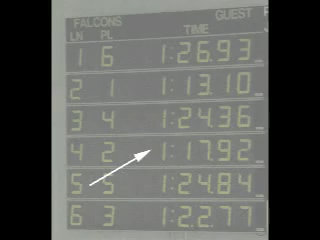 FALCONS GUEST
LN PL TIME
1 6 1:26.93
2 1 1:13.10
3 4 1:24.36
4 2 1:17.92
5 5 1:24.84
6 3 1:22.77